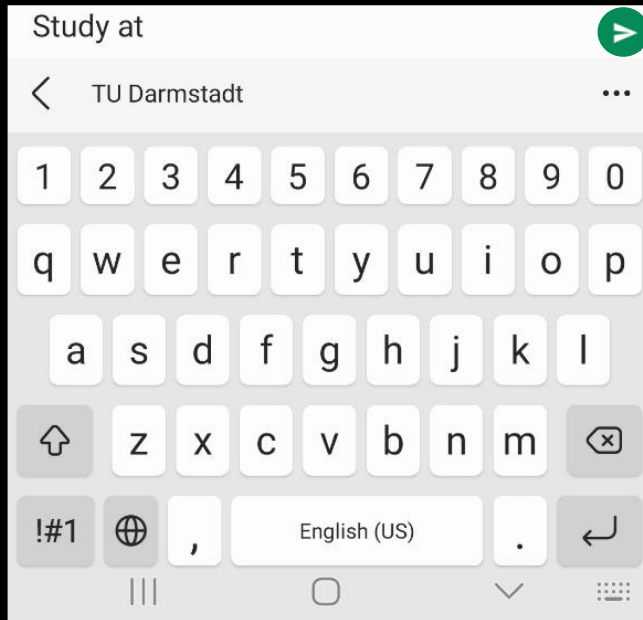 Study at
TU Darmstadt
1 2 3 4 5 6 7 8 9 0
q w e r t y u i o p
a s d f g h j k l
z x c v b n m
!#1 , English (US) .